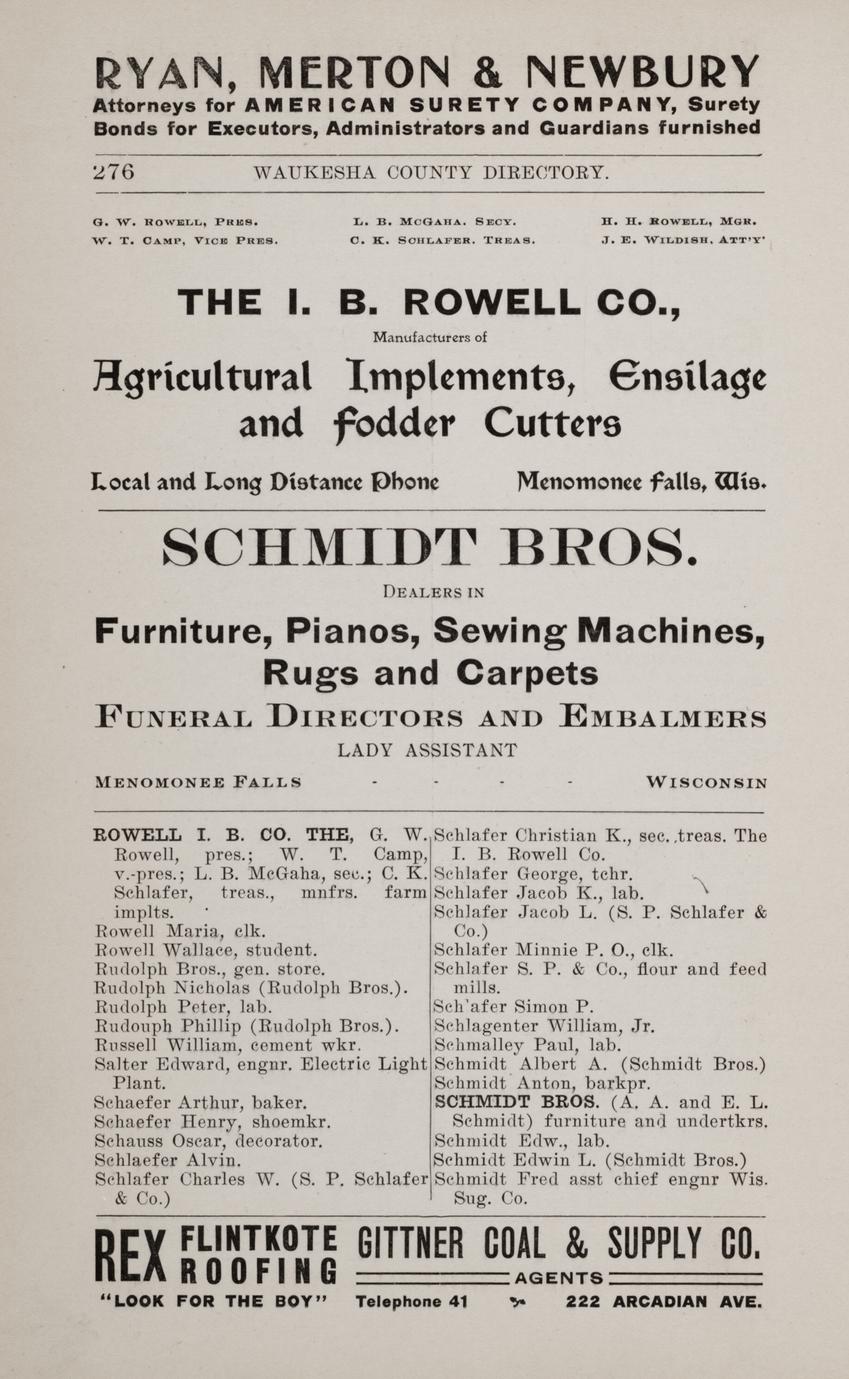 RYAN, MERTON & NEWBURY
Attorneys for AMERICAN SURETY COMPANY, Surety
Bonds for Executors, Administrators and Guardians furnished
276 WAUKESHA COUNTY DIRECTORY.
G. W. ROWELL, PRES. L. B. MCGAHA. SECY. H. H. ROWELL, MGR.
W. T. CAMP, VICE PRES. C. K. SCHLAFER. TREAS. J. E. WILDISH. ATT'Y'
THE I. B. ROWELL CO.,
Manufacturers of
Agricultural Implements, Ensilage
and Fodder Cutters
Local and Long Distance Phone Menomonee Falls, Wis.
SCHMIDT BROS.
DEALERS IN
Furniture, Pianos, Sewing Machines,
Rugs and Carpets
FUNERAL DIRECTORS AND EMBALMERS
LADY ASSISTANT
MENOMONEE FALLS - - - - WISCONSIN
ROWELL I. B. CO. THE, G. W.
Rowell, pres.; W. T. Camp,
v.-pres.; L. B. McGaha, sec.; C. K.
Schlafer, treas., mnfrs. farm
implts.
Rowell Maria, clk.
Rowell Wallace, student.
Rudolph Bros., gen. store.
Rudolph Nicholas (Rudolph Bros.).
Rudolph Peter, lab.
Rudouph Phillip (Rudolph Bros.).
Russell William, cement wkr.
Salter Edward, engnr. Electric Light
Plant.
Schaefer Arthur, baker.
Schaefer Henry, shoemkr.
Schauss Oscar, decorator.
Schlaefer Alvin.
Schlafer Charles W. (S. P. Schlafer
& Co.)
Schlafer Christian K., sec. .treas. The
I. B. Rowell Co.
Schlafer George, tchr.
Schlafer Jacob K., lab.
Schlafer Jacob L. (S. P. Schlafer &
Co.)
Schlafer Minnie P. O., clk.
Schlafer S. P. & Co., flour and feed
mills.
Sch'afer Simon P.
Schlagenter William, Jr.
Schmalley Paul, lab.
Schmidt Albert A. (Schmidt Bros.)
Schmidt Anton, barkpr.
SCHMIDT BROS. (A. A. and E. L.
Schmidt) furniture and undertkrs.
Schmidt Edw., lab.
Schmidt Edwin L. (Schmidt Bros.)
Schmidt Fred asst chief engnr Wis.
Sug. Co.
REX FLINTKOTE ROOFING
GITTNER COAL & SUPPLY CO.
AGENTS
"LOOK FOR THE BOY" Telephone 41 222 ARCADIAN AVE.